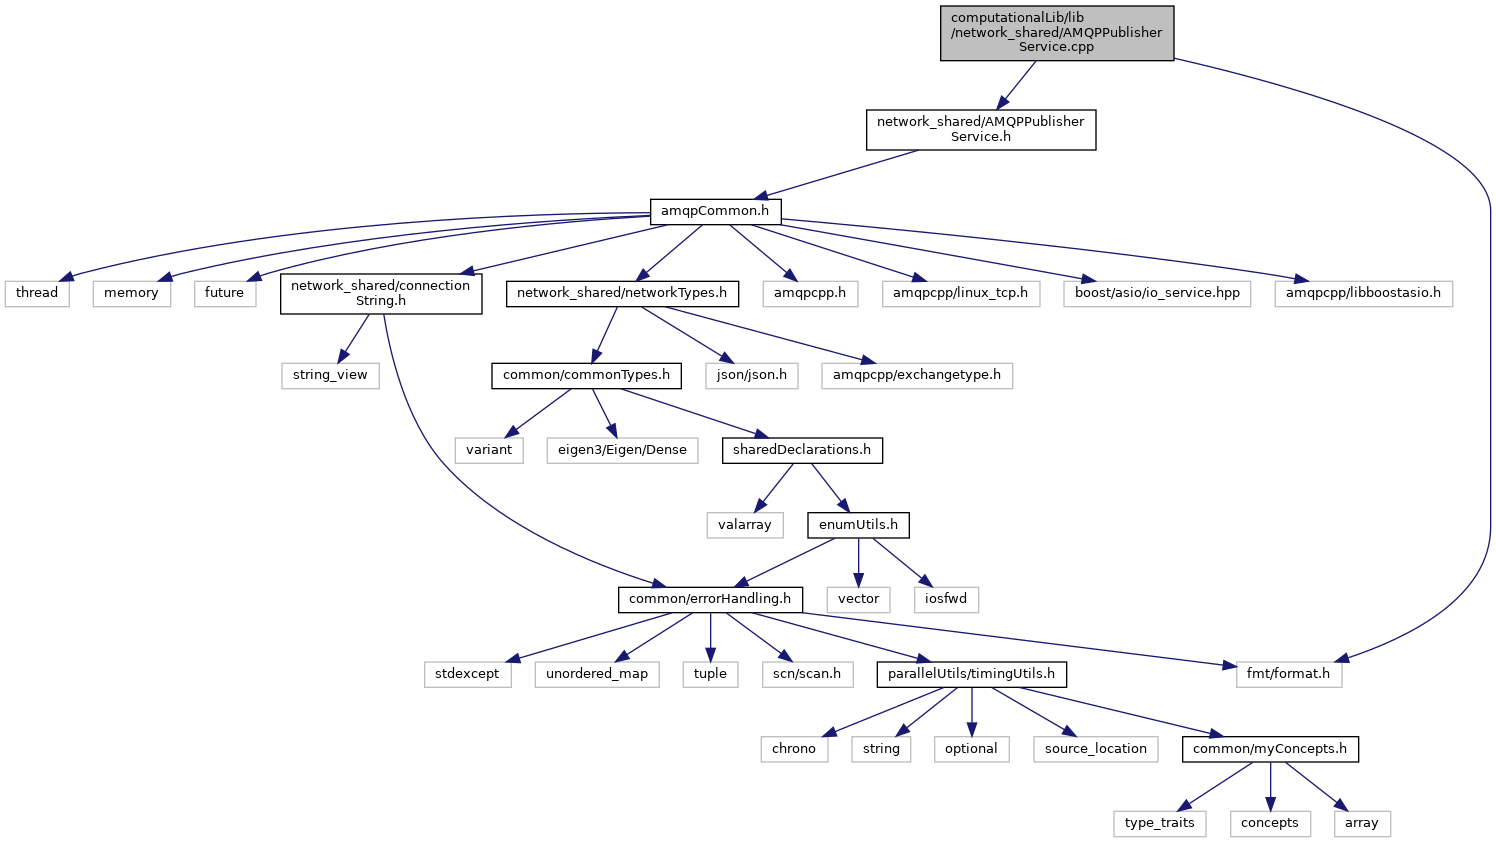 computationalLib/lib
/network_shared/AMQPPublisher
Service.cpp
network_shared/AMQPPublisher
Service.h
amqpCommon.h
thread
memory
future
network_shared/connection
String.h
network_shared/networkTypes.h
amqpcpp.h
amqpcpp/linux_tcp.h
boost/asio/io_service.hpp
amqpcpp/libboostasio.h
string_view
common/commonTypes.h
json/json.h
amqpcpp/exchangetype.h
variant
eigen3/Eigen/Dense
sharedDeclarations.h
valarray
enumUtils.h
common/errorHandling.h
vector
iosfwd
stdexcept
unordered_map
tuple
scn/scan.h
parallelUtils/timingUtils.h
fmt/format.h
chrono
string
optional
source_location
common/myConcepts.h
type_traits
concepts
array